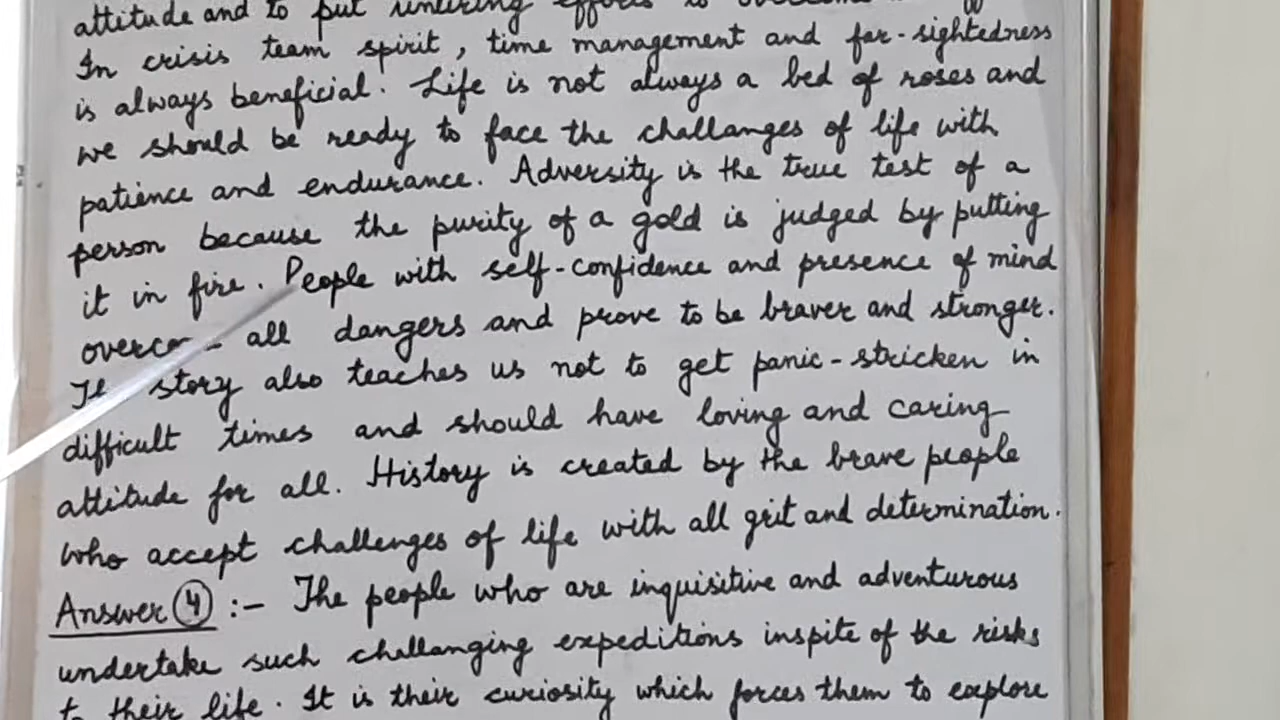 attitude and to put untiring efforts to
In crisis team spirit, time management and far-sightedness
is always beneficial. Life is not always a bed of roses and
we should be ready to face the challanges of life with
patience and endurance. Adversity is the true test of a
person because the purity of a gold is judged by putting
it in fire. People with self-confidence and presence of mind
all dangers and prove to be braver and stronger.
story also teaches us not to get panic-stricken in
difficult times and should have loving and caring
attitude for all. History is created by the brave people
who accept challenges of life with all grit and determination.
Answer ④ :- The people who are inquisitive and adventurous
undertake such challanging expeditions inspite of the risks
to their life. It is their curiosity which forces them to explore